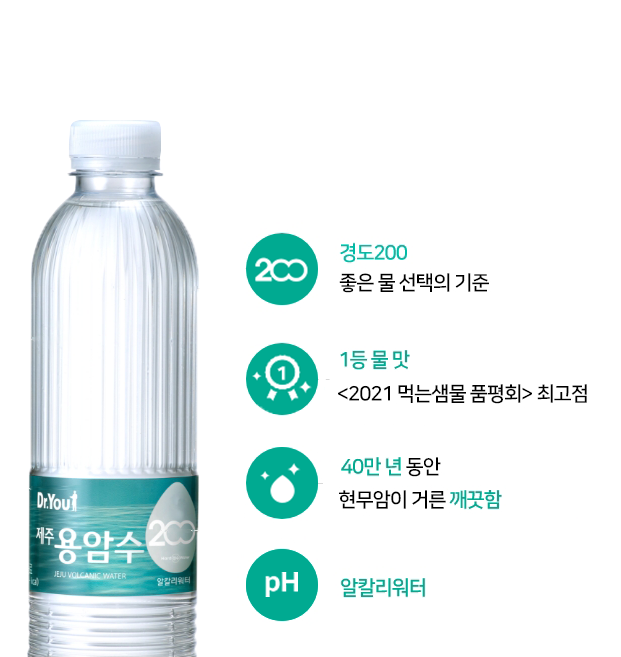 200
경도200
좋은 물 선택의 기준
1
1등 물 맛
<2021 먹는샘물 품평회> 최고점
40만 년 동안
현무암이 거른 깨끗함
pH
알칼리워터
Dr.You
제주 용암수 200
JEJU VOLCANIC WATER
알칼리워터